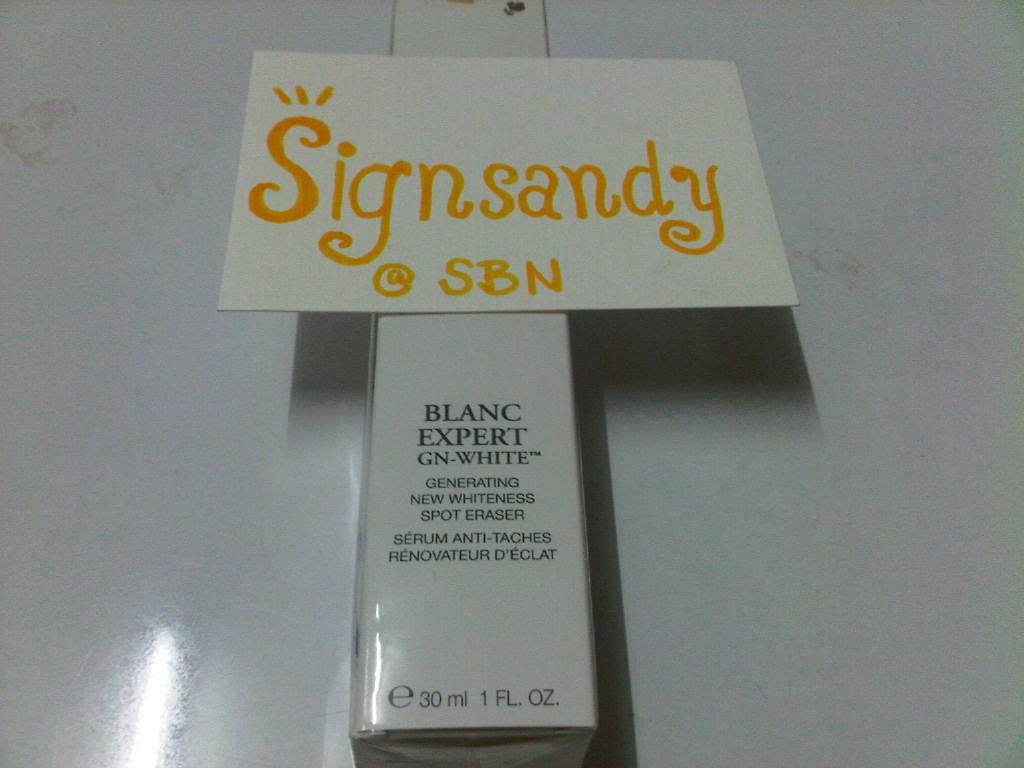 Signsandy
@ SBN
BLANC
EXPERT
GN-WHITE™
GENERATING
NEW WHITENESS
SPOT ERASER
SÉRUM ANTI-TACHES
RÉNOVATEUR D'ÉCLAT
℮ 30 ml 1 FL. OZ.